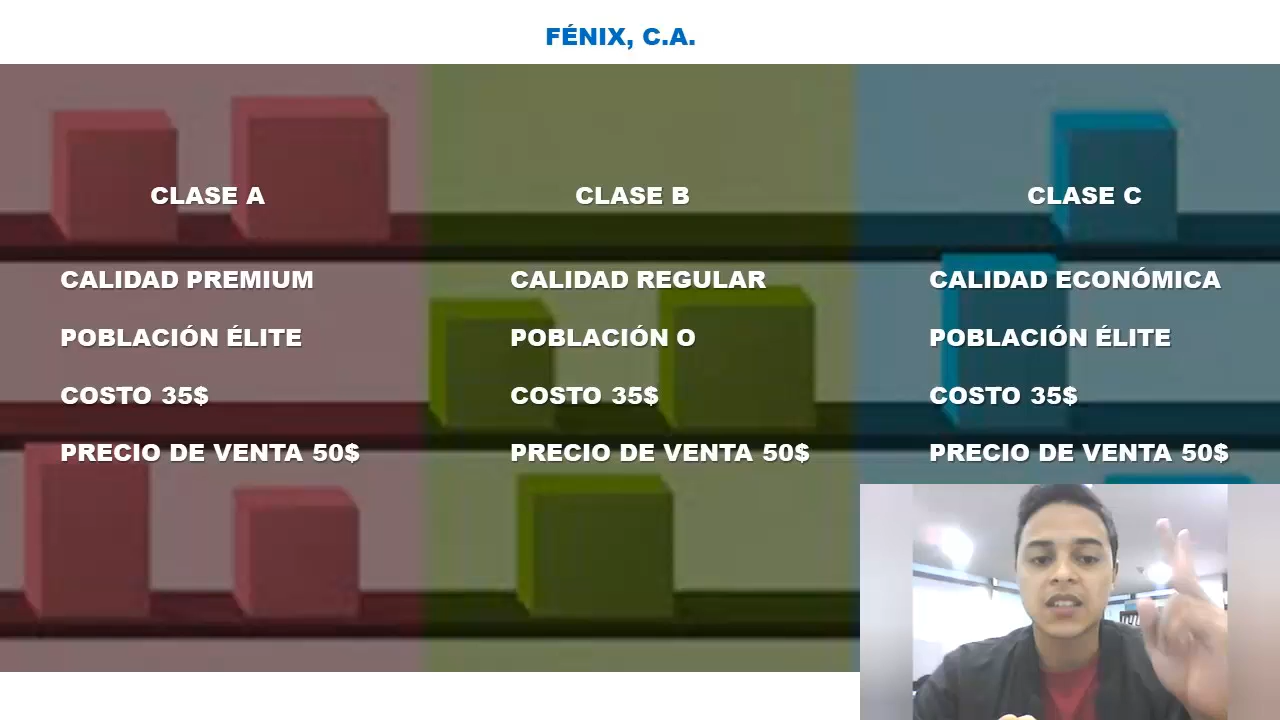 FÉNIX, C.A.
CLASE A
CALIDAD PREMIUM
POBLACIÓN ÉLITE
COSTO 35$
PRECIO DE VENTA 50$
CLASE B
CALIDAD REGULAR
POBLACIÓN O
COSTO 35$
PRECIO DE VENTA 50$
CLASE C
CALIDAD ECONÓMICA
POBLACIÓN ÉLITE
COSTO 35$
PRECIO DE VENTA 50$